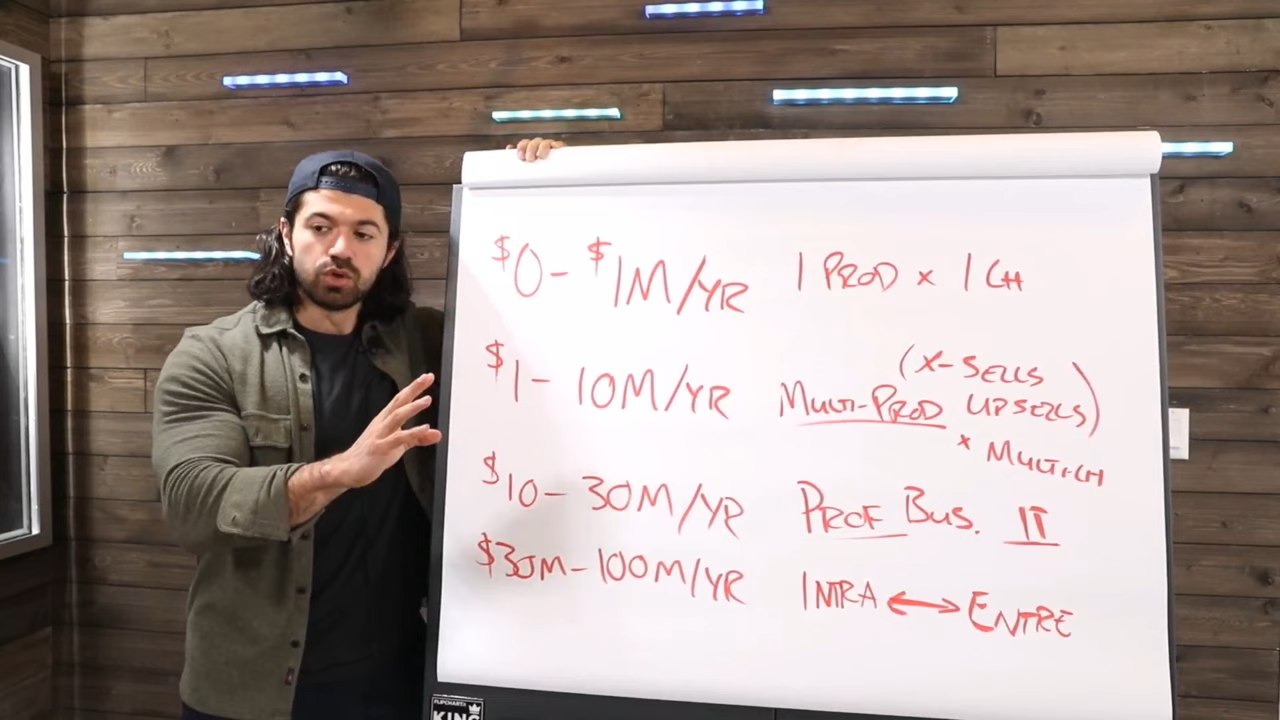 $0 - $1M/YR 1 PROD x 1 CH
(X-SELLS
$1 - 10M/YR MULTI-PROD UPSELLS)
x MULTI-CH
$10 - 30M/YR PROF BUS. IT
$30M - 100M/YR INTRA ↔ ENTRE
FLIPCHART
KING